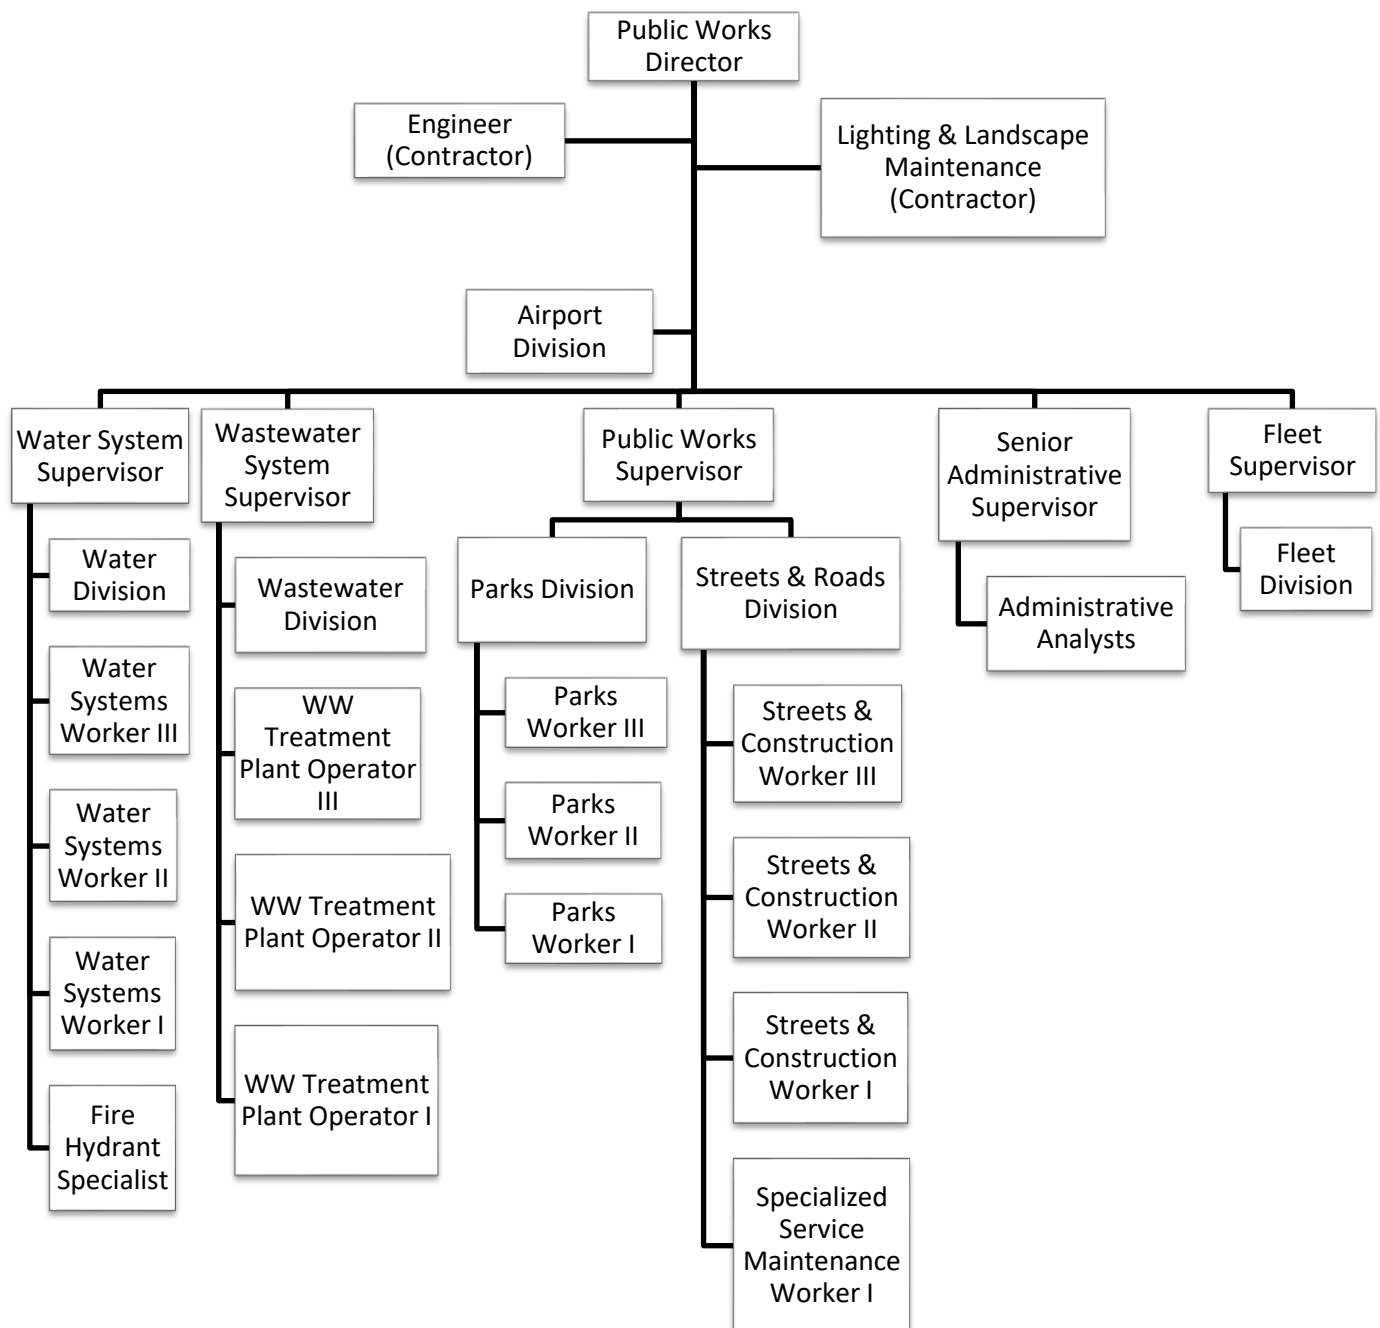 Public Works
Director
Engineer
(Contractor)
Lighting & Landscape
Maintenance
(Contractor)
Airport
Division
Water System
Supervisor
Water
Division
Water
Systems
Worker III
Water
Systems
Worker II
Water
Systems
Worker I
Fire
Hydrant
Specialist
Wastewater
System
Supervisor
Wastewater
Division
WW
Treatment
Plant Operator
III
WW Treatment
Plant Operator II
WW Treatment
Plant Operator I
Public Works
Supervisor
Parks Division
Parks
Worker III
Parks
Worker II
Parks
Worker I
Streets & Roads
Division
Streets &
Construction
Worker III
Streets &
Construction
Worker II
Streets &
Construction
Worker I
Specialized
Service
Maintenance
Worker I
Senior
Administrative
Supervisor
Administrative
Analysts
Fleet
Supervisor
Fleet
Division